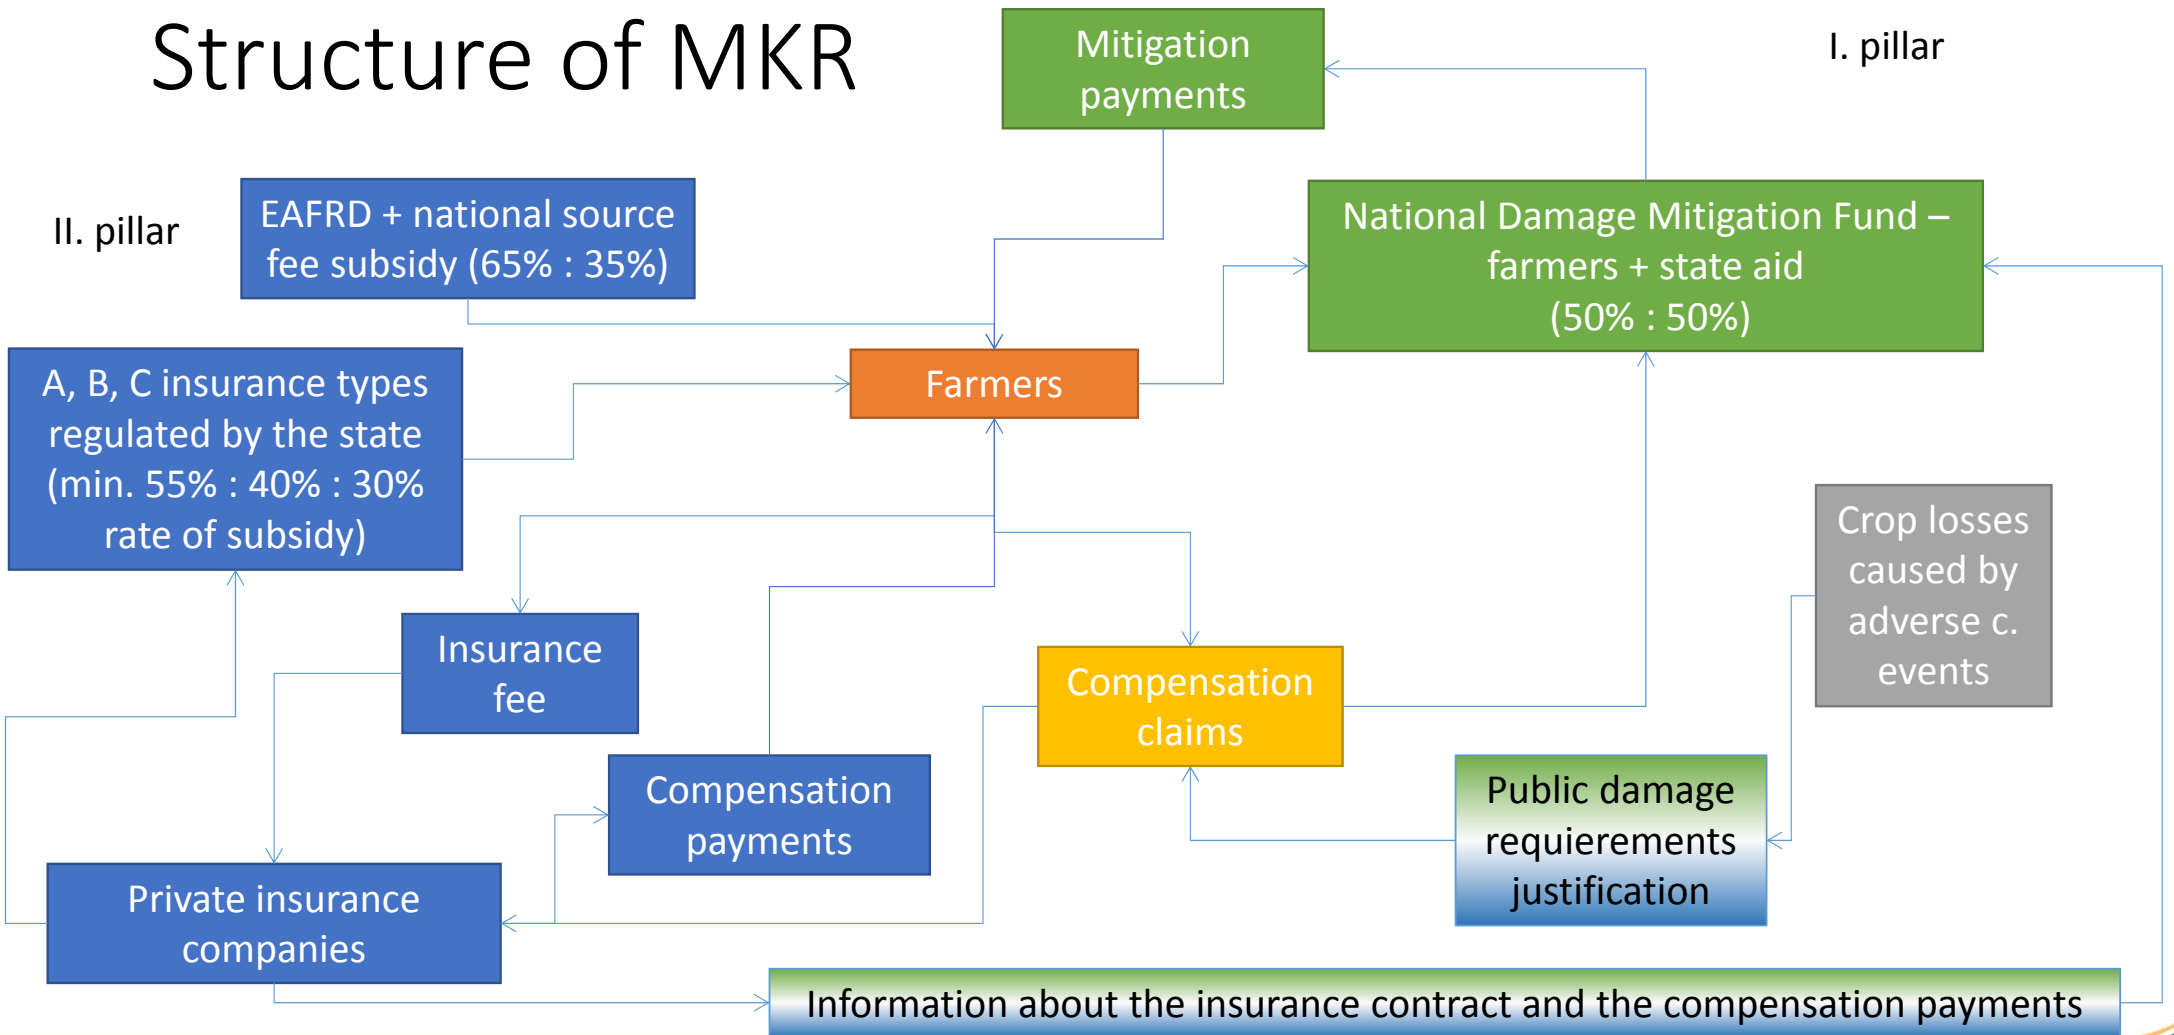 Structure of MKR
Mitigation
payments
I. pillar
II. pillar
EAFRD + national source
fee subsidy (65% : 35%)
National Damage Mitigation Fund –
farmers + state aid
(50% : 50%)
A, B, C insurance types
regulated by the state
(min. 55% : 40% : 30%
rate of subsidy)
Farmers
Crop losses
caused by
adverse c.
events
Insurance
fee
Compensation
claims
Compensation
payments
Public damage
requierements
justification
Private insurance
companies
Information about the insurance contract and the compensation payments